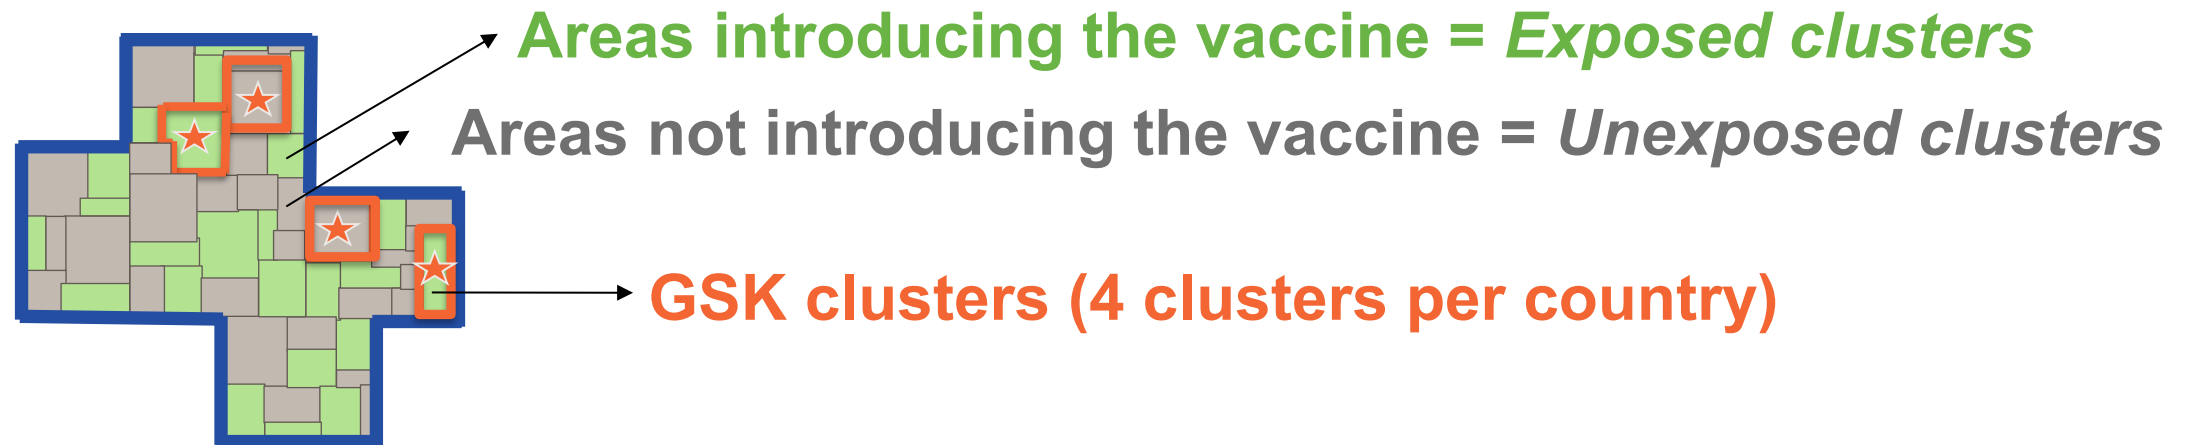 Areas introducing the vaccine = Exposed clusters
Areas not introducing the vaccine = Unexposed clusters
GSK clusters (4 clusters per country)